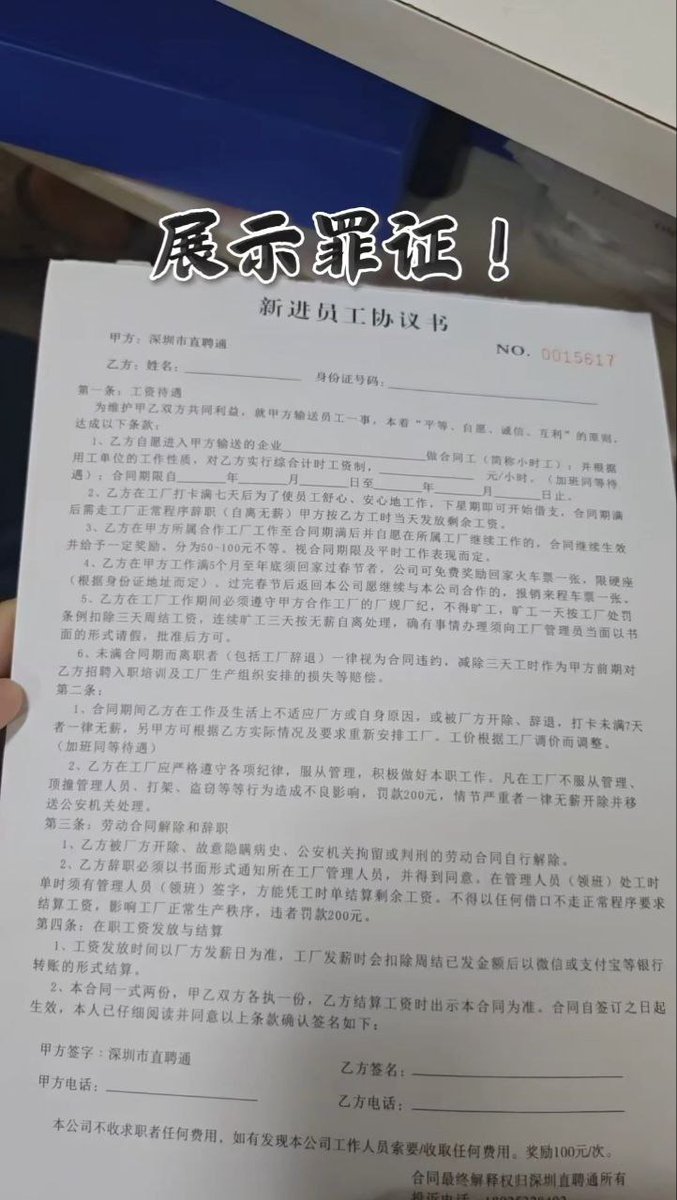 展示罪证！
新进员工协议书
NO. 0015617
甲方：深圳市直聘通
乙方：姓名：
身份证号码：
第一条：工资待遇
为维护甲乙双方共同利益，就甲方输送员工一事，本着“平等、自愿、诚信、互利”的原则，
达成以下条款：
1、乙方自愿进入甲方输送的企业 做合同工（简称小时工）；并根据
用工单位的工作性质，对乙方实行综合计时工资制， 元/小时。（加班同等待
遇）；合同期限自 年 月 日至 年 月 日止。
2、乙方在工厂打卡满七天后为了使员工舒心、安心地工作，下星期即可开始借支，合同期满
后需走工厂正常程序辞职（自离无薪）甲方按乙方工时当天发放剩余工资。
3、乙方在甲方所属合作工厂工作至合同期满后并自愿在所属工厂继续工作的，合同继续生效
并给予一定奖励，分为50-100元不等。视合同期限及平时工作表现而定。
4、乙方在甲方工作满5个月至年底须回家过春节者，公司可免费奖励回家火车票一张，限硬座
（根据身份证地址而定）。过完春节后返回本公司愿继续与本公司合作的，报销来程车票一张。
5、乙方在工厂工作期间必须遵守甲方合作工厂的厂规厂纪，不得旷工，旷工一天按工厂处罚
条例扣除三天周结工资，连续旷工三天按无薪自离处理，确有事情办理须向工厂管理员当面以书
面的形式请假，批准后方可。
6、未满合同期而离职者（包括工厂辞退）一律视为合同违约，减除三天工时作为甲方前期对
乙方招聘入职培训及工厂生产组织安排的损失等赔偿。
第二条：
1、合同期间乙方在工作及生活上不适应厂方或自身原因，或被厂方开除、辞退，打卡未满7天
者一律无薪，另甲方可根据乙方实际情况及要求重新安排工厂。工价根据工厂调价而调整。
（加班同等待遇）
2、乙方在工厂应严格遵守各项纪律，服从管理，积极做好本职工作。凡在工厂不服从管理、
顶撞管理人员、打架、盗窃等等行为造成不良影响，罚款200元，情节严重者一律无薪开除并移
送公安机关处理。
第三条：劳动合同解除和辞职
1、乙方被厂方开除、故意隐瞒病史、公安机关拘留或判刑的劳动合同自行解除。
2、乙方辞职必须以书面形式通知所在工厂管理人员，并得到同意。在管理人员（领班）处工时
单时须有管理人员（领班）签字，方能凭工时单结算剩余工资。不得以任何借口不走正常程序要求
结算工资，影响工厂正常生产秩序，违者罚款200元。
第四条：在职工资发放与结算
1、工资发放时间以厂方发薪日为准，工厂发薪时会扣除周结已发金额后以微信或支付宝等银行
转账的形式结算。
2、本合同一式两份，甲乙双方各执一份，乙方结算工资时出示本合同为准。合同自签订之日起
生效，本人已仔细阅读并同意以上条款确认签名如下：
甲方签字：深圳市直聘通
乙方签名：
甲方电话：
乙方电话：
本公司不收求职者任何费用，如有发现本公司工作人员索要/收取任何费用。奖励100元/次。
合同最终解释权归深圳直聘通所有
投诉电话